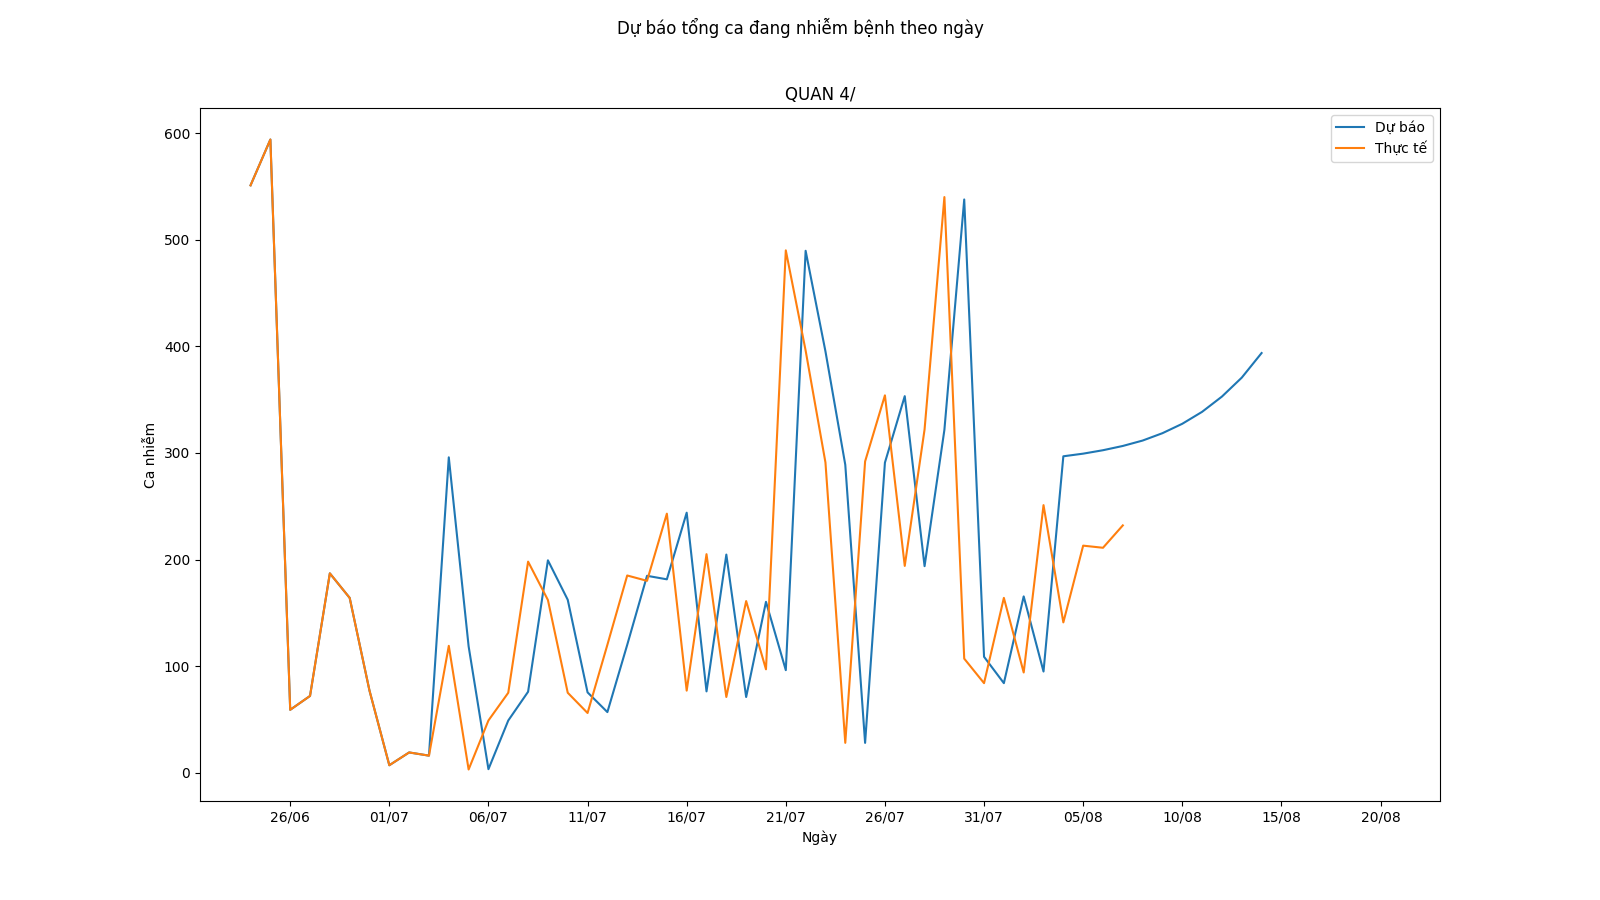 Dự báo tổng ca đang nhiễm bệnh theo ngày
QUAN 4/
Dự báo
Thực tế
600
500
400
300
200
100
0
Ca nhiễm
26/06 01/07 06/07 11/07 16/07 21/07 26/07 31/07 05/08 10/08 15/08 20/08
Ngày